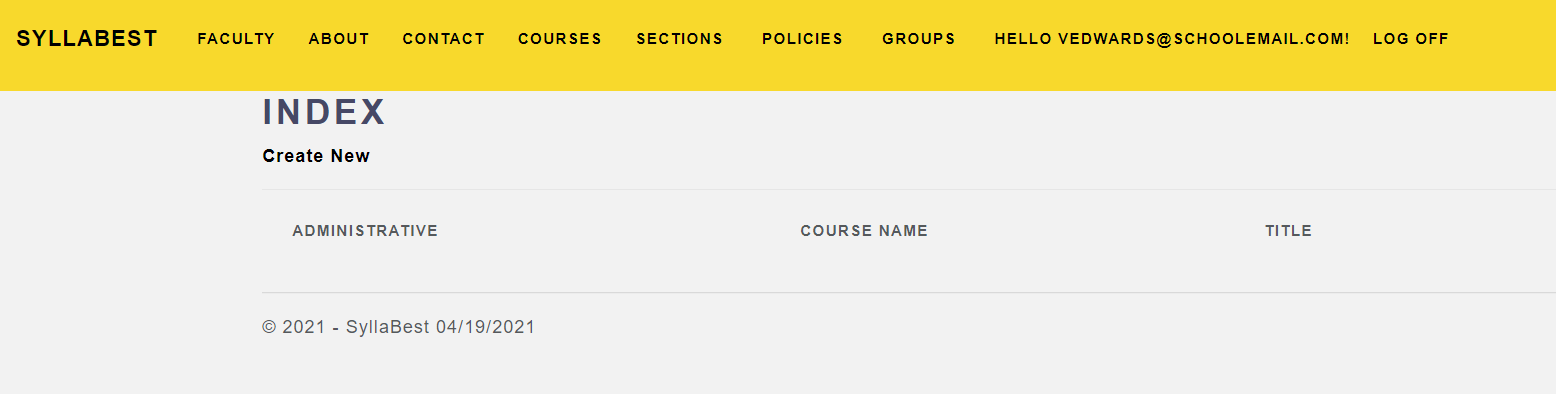 SYLLABEST FACULTY ABOUT CONTACT COURSES SECTIONS POLICIES GROUPS HELLO VEDWARDS@SCHOOLEMAIL.COM! LOG OFF
INDEX
Create New
ADMINISTRATIVE COURSE NAME TITLE
© 2021 - SyllaBest 04/19/2021